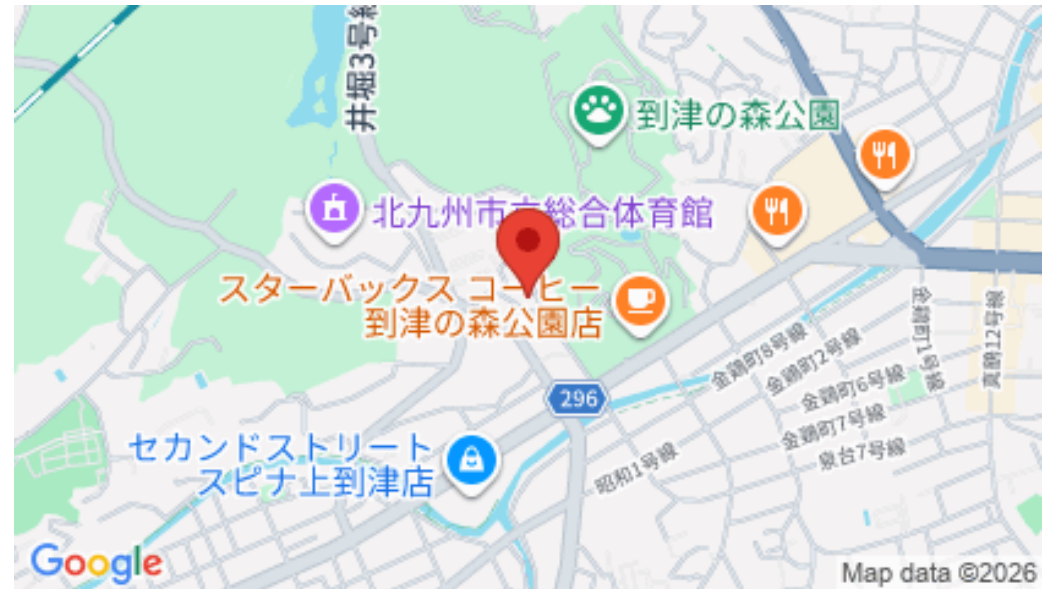 井堀3号線
到津の森公園
北九州市立総合体育館
スターバックス コーヒー
到津の森公園店
296
セカンドストリート
スピナ上到津店
金鶏町8号線
金鶏町2号線
金鶏町6号線
金鶏町7号線
泉台7号線
昭和1号線
金鶏町1号線
真鶴12号線
Google
Map data ©2026